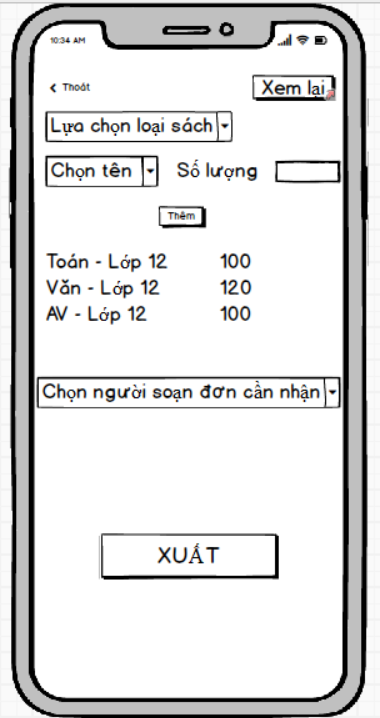 10:34 AM
Thoát
Xem lại
Lựa chọn loại sách
Chọn tên Số lượng
Thêm
Toán - Lớp 12 100
Văn - Lớp 12 120
AV - Lớp 12 100
Chọn người soạn đơn cần nhận
XUẤT